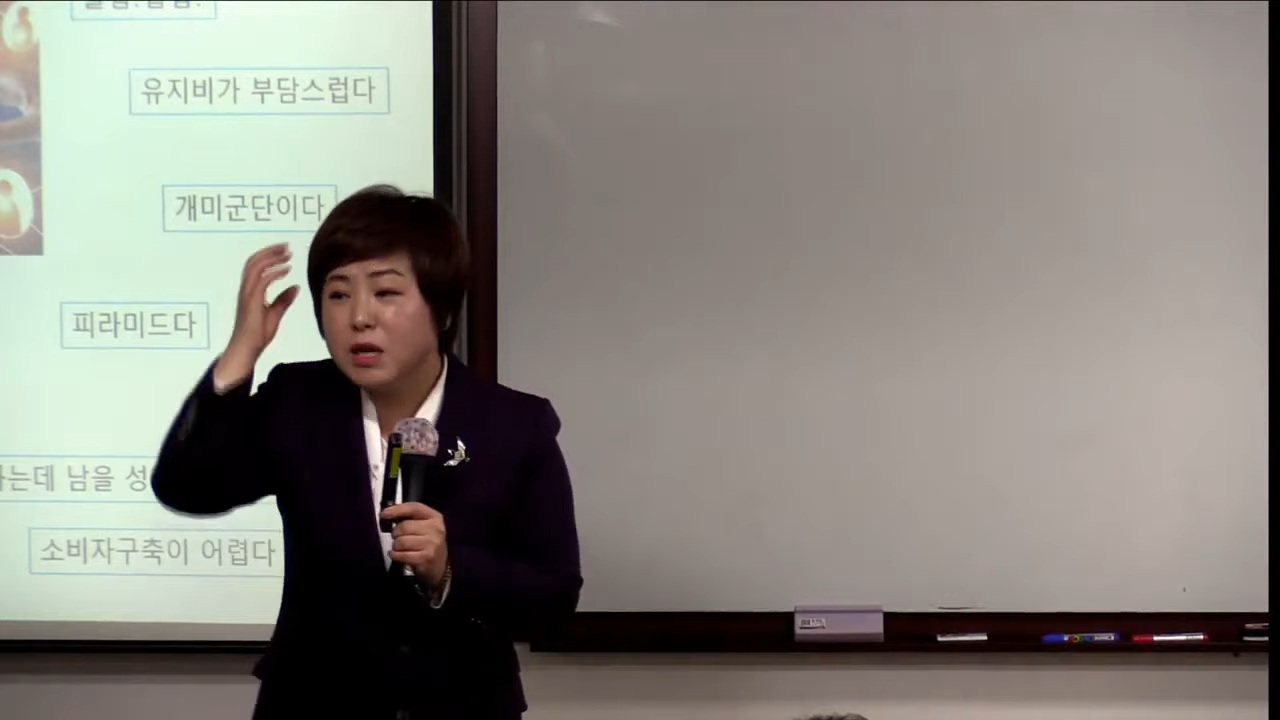 유지비가 부담스럽다
개미군단이다
피라미드다
는데 남을 성
소비자구축이 어렵다